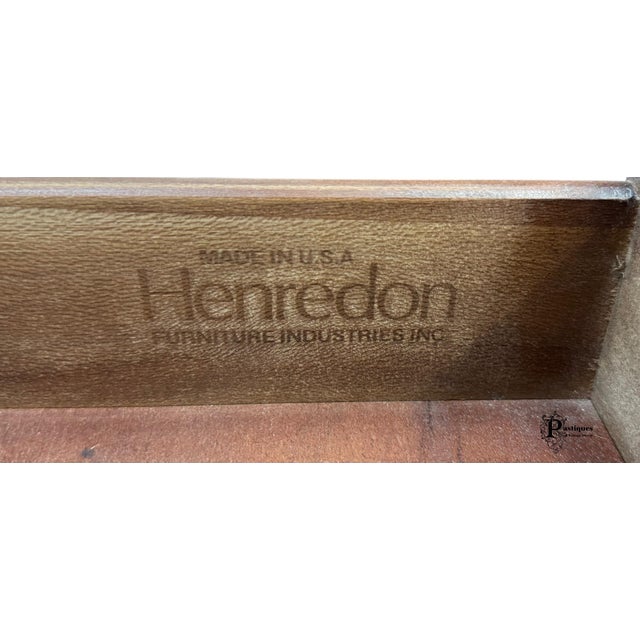 MADE IN U.S.A
Henredon
FURNITURE INDUSTRIES INC
Pastiques